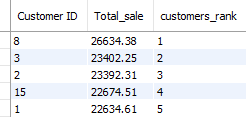 Customer ID Total_sale customers_rank
8 26634.38 1
3 23402.25 2
2 23392.31 3
15 22674.51 4
1 22634.61 5